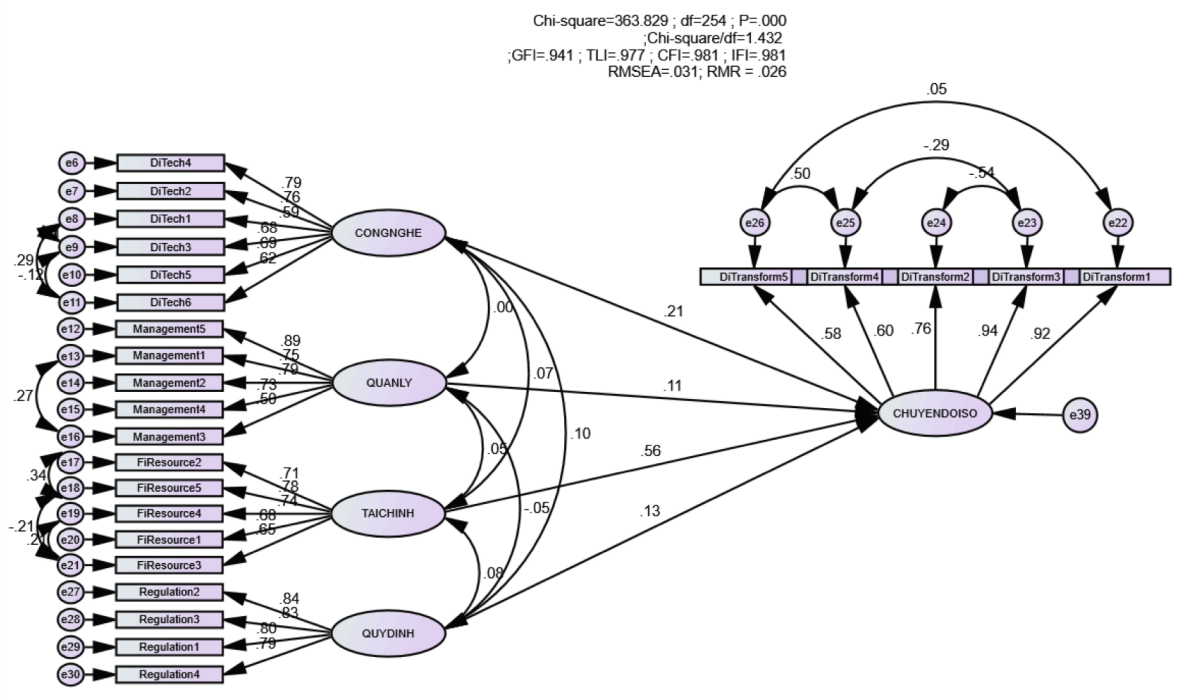 Chi-square=363.829 ; df=254 ; P=.000
;Chi-square/df=1.432
;GFI=.941 ; TLI=.977 ; CFI=.981 ; IFI=.981
RMSEA=.031; RMR = .026
.05
-.29
.50
-.54
e26
e25
e24
e23
e22
DiTransform5
DiTransform4
DiTransform2
DiTransform3
DiTransform1
.58
.60
.76
.94
.92
CHUYENDOISO
e39
e6
DiTech4
e7
DiTech2
e8
DiTech1
e9
DiTech3
e10
DiTech5
e11
DiTech6
.29
-.12
.79
.76
.59
.68
.69
.62
CONGNGHE
e12
Management5
e13
Management1
e14
Management2
e15
Management4
e16
Management3
.27
.89
.75
.79
.73
.50
QUANLY
e17
FiResource2
e18
FiResource5
e19
FiResource4
e20
FiResource1
e21
FiResource3
.34
-.21
.71
.78
.74
.68
.65
TAICHINH
e27
Regulation2
e28
Regulation3
e29
Regulation1
e30
Regulation4
.84
.83
.80
.79
QUYDINH
.00
.07
.10
.05
-.05
.08
.21
.11
.56
.13